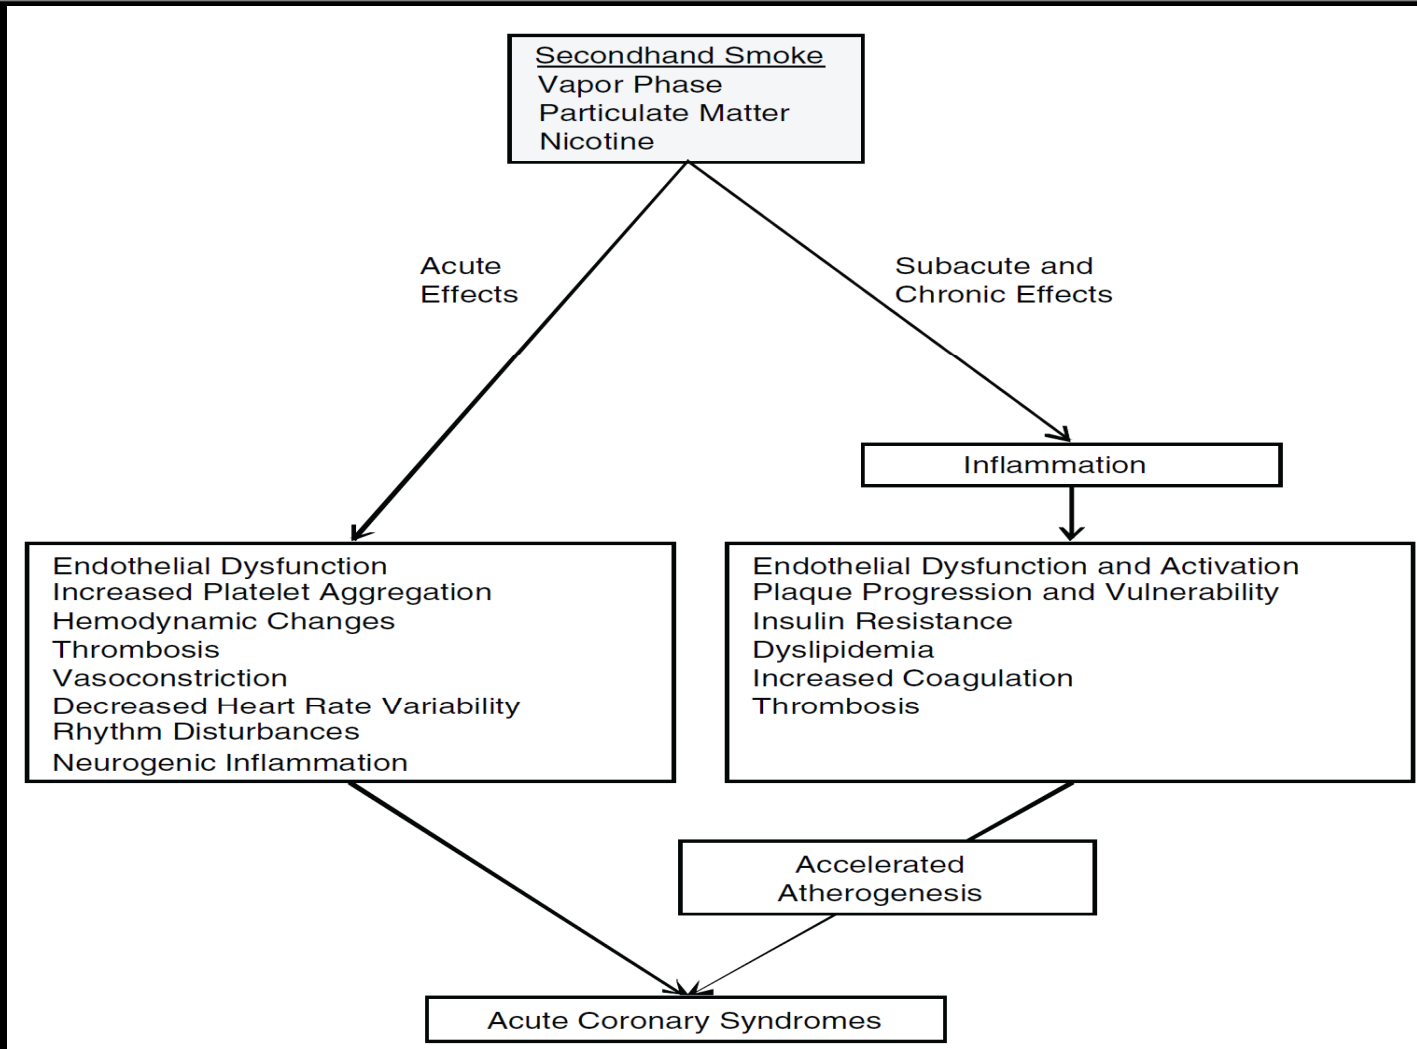 Secondhand Smoke
Vapor Phase
Particulate Matter
Nicotine
Acute
Effects
Subacute and
Chronic Effects
Inflammation
Endothelial Dysfunction
Increased Platelet Aggregation
Hemodynamic Changes
Thrombosis
Vasoconstriction
Decreased Heart Rate Variability
Rhythm Disturbances
Neurogenic Inflammation
Endothelial Dysfunction and Activation
Plaque Progression and Vulnerability
Insulin Resistance
Dyslipidemia
Increased Coagulation
Thrombosis
Accelerated
Atherogenesis
Acute Coronary Syndromes